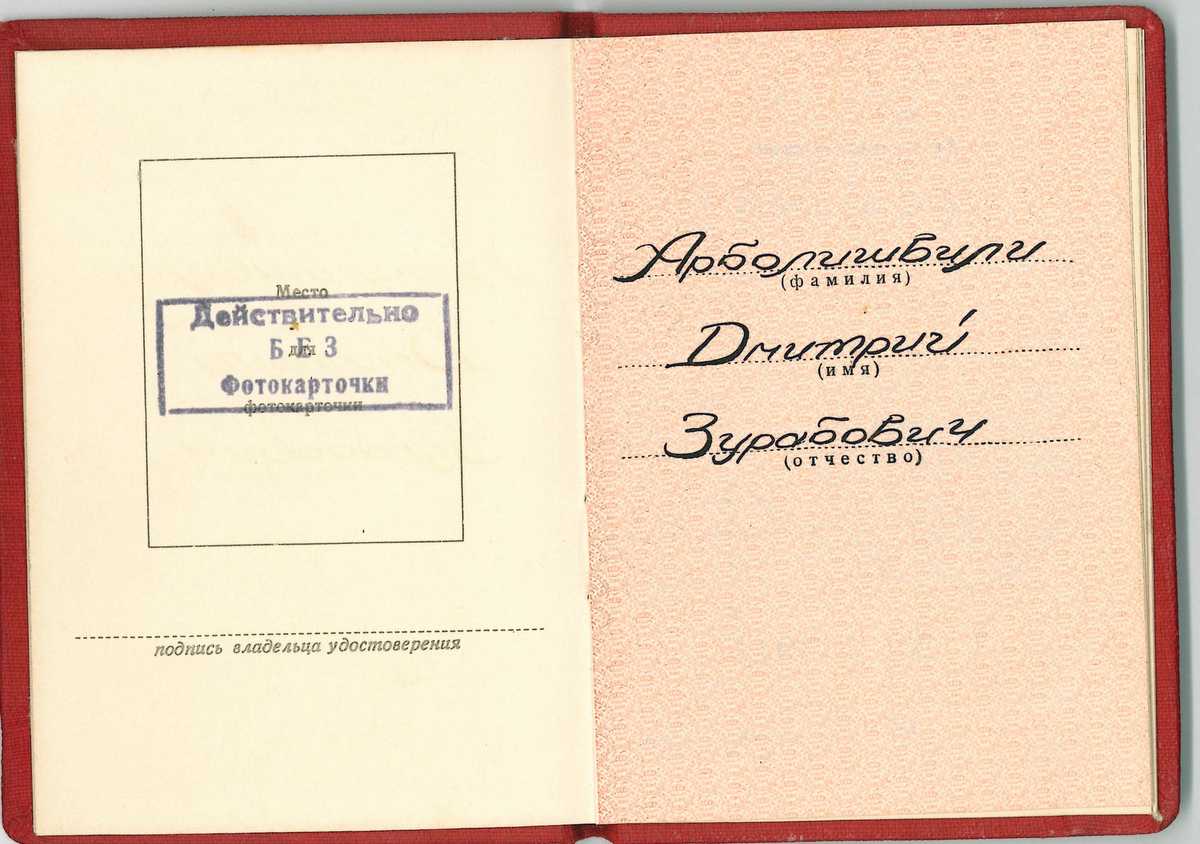 Место
Действительно
для
БЕЗ
Фотокарточки
фотокарточки
подпись владельца удостоверения
Арболишвили
(фамилия)
Дмитрий
(имя)
Зурабович
(отчество)